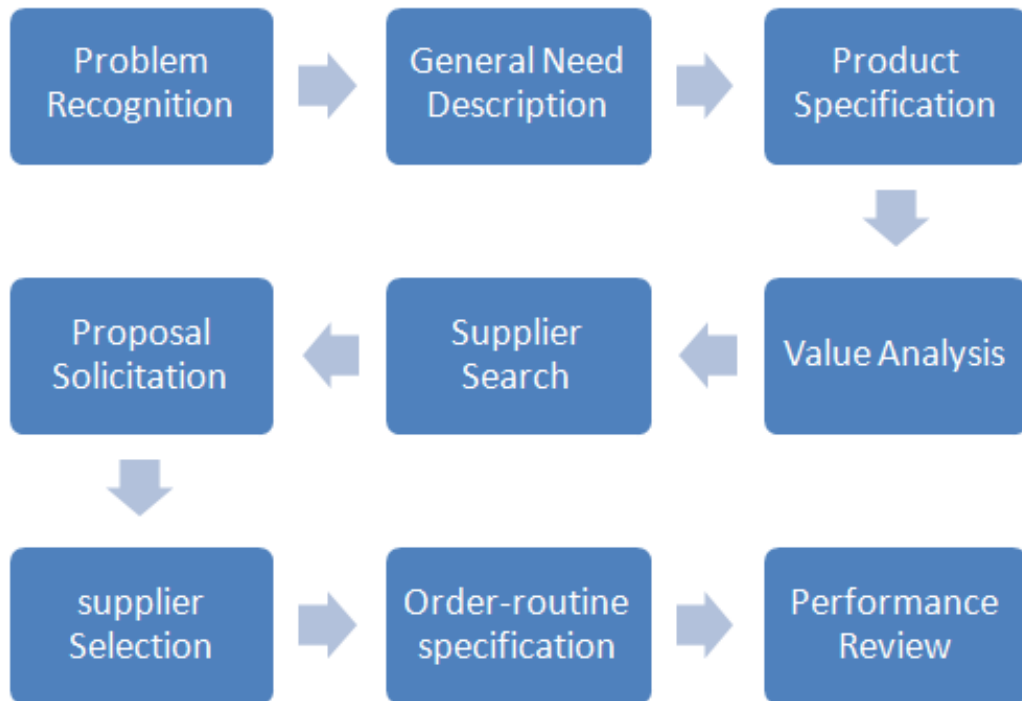 Problem
Recognition
General Need
Description
Product
Specification
Value Analysis
Supplier
Search
Proposal
Solicitation
supplier
Selection
Order-routine
specification
Performance
Review